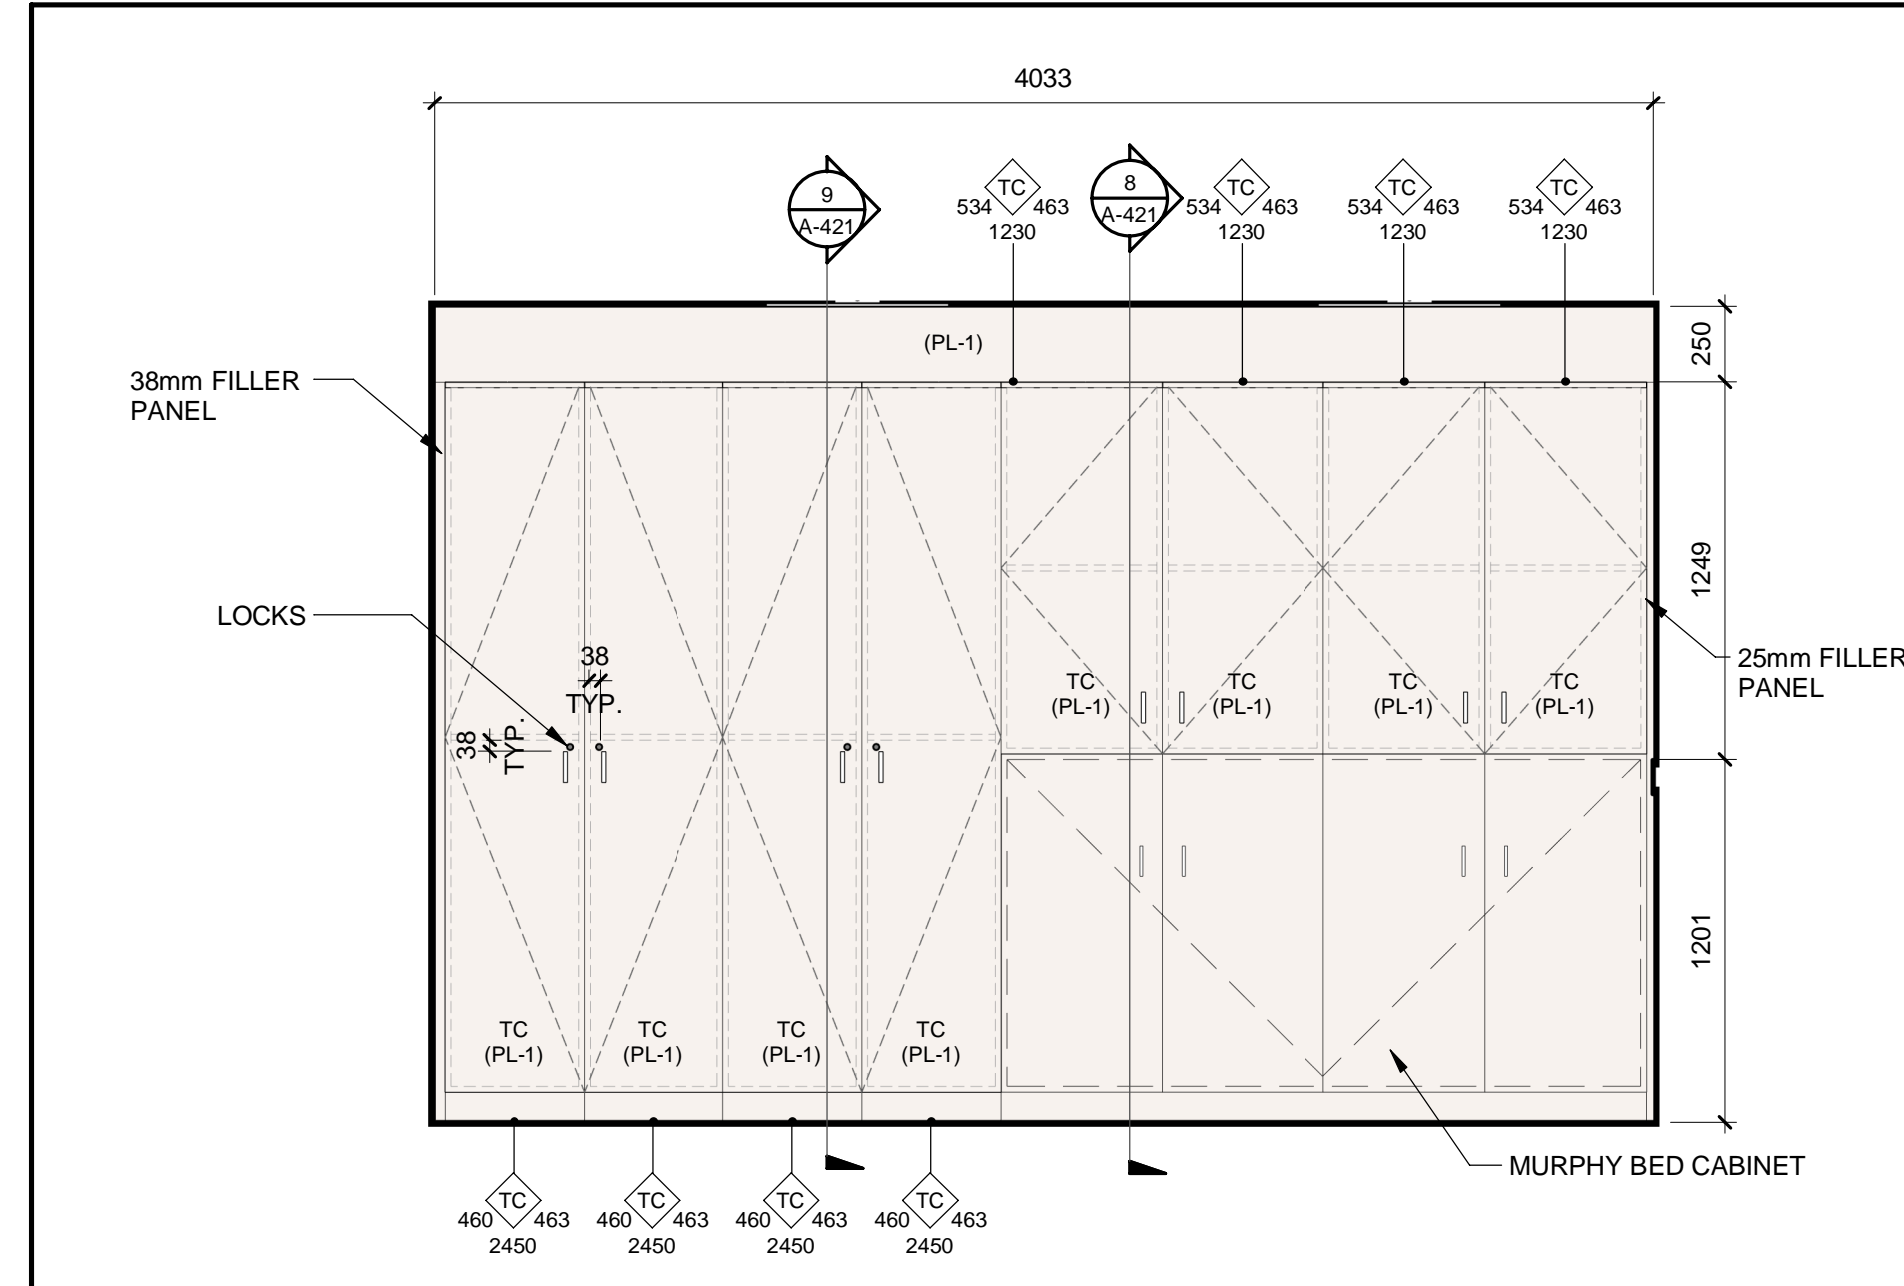 4033
9
A-421
TC
534 463
1230
8
A-421
TC
534 463
1230
TC
534 463
1230
TC
534 463
1230
(PL-1)
250
38mm FILLER
PANEL
1249
LOCKS
38
TYP.
38
TYP.
25mm FILLER
PANEL
TC
(PL-1)
TC
(PL-1)
TC
(PL-1)
TC
(PL-1)
1201
TC
(PL-1)
TC
(PL-1)
TC
(PL-1)
TC
(PL-1)
MURPHY BED CABINET
TC
460 463
2450
TC
460 463
2450
TC
460 463
2450
TC
460 463
2450